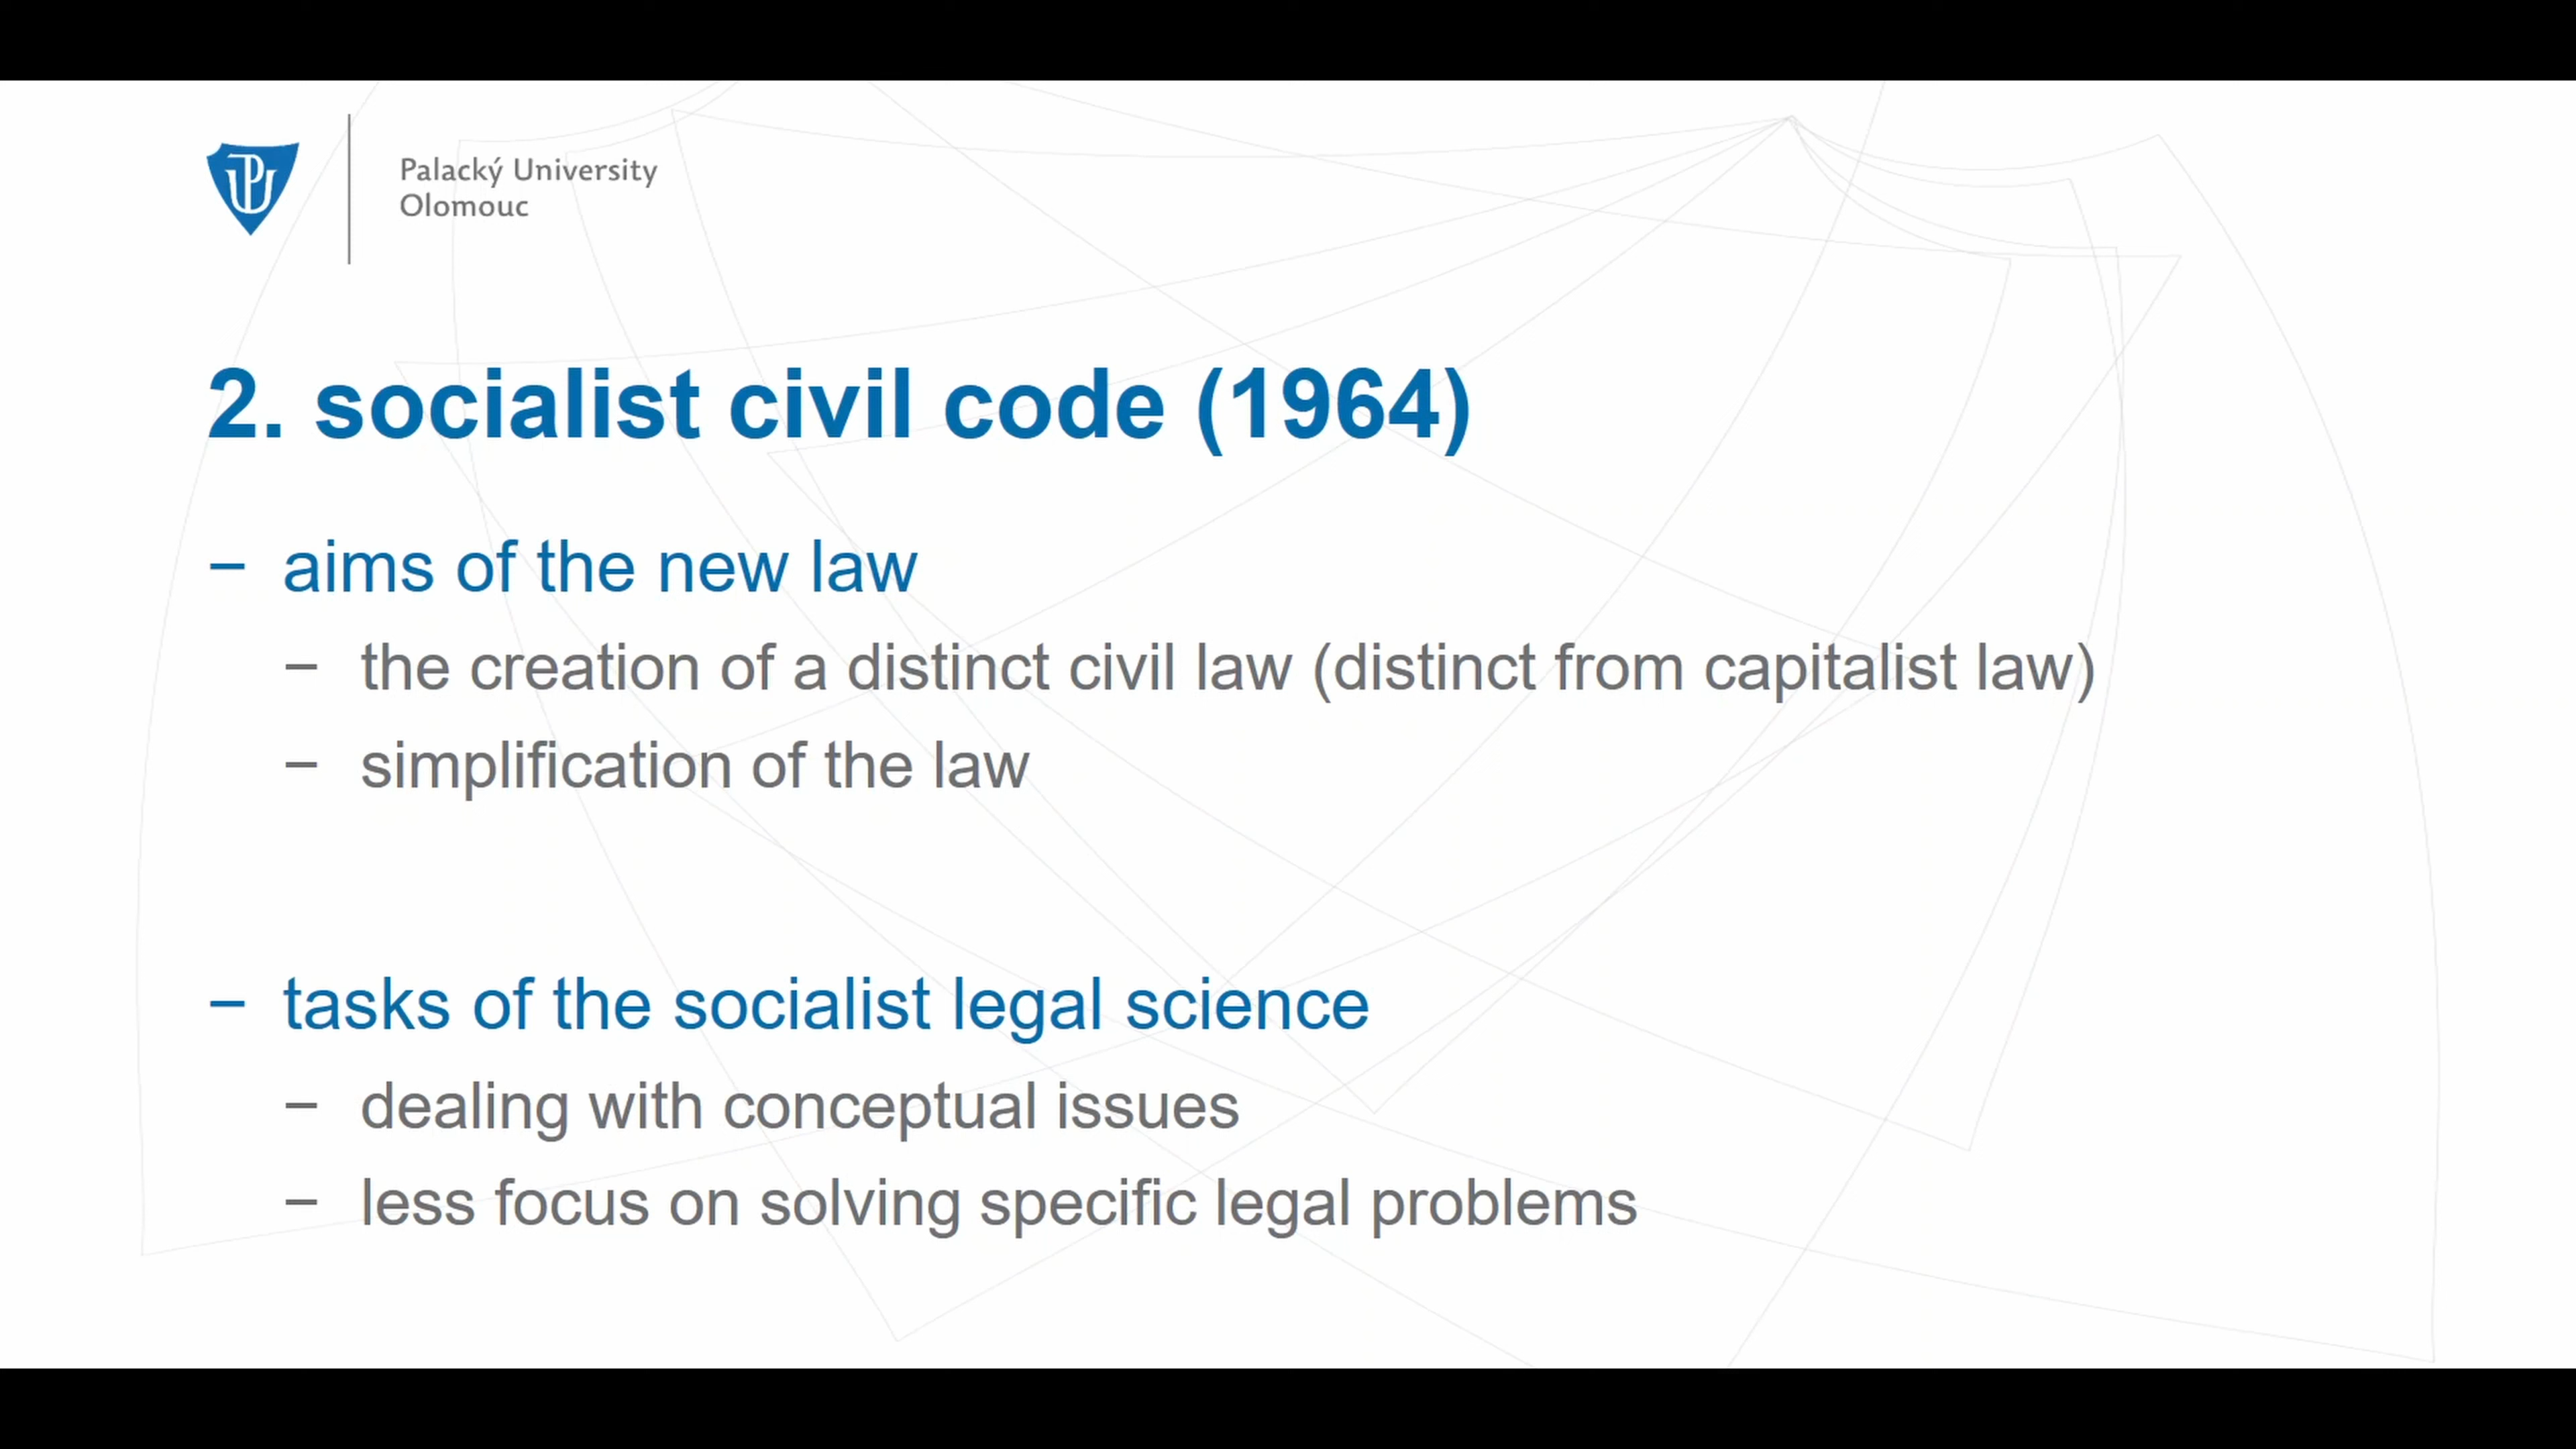 Palacký University
Olomouc
2. socialist civil code (1964)
− aims of the new law
− the creation of a distinct civil law (distinct from capitalist law)
− simplification of the law
− tasks of the socialist legal science
− dealing with conceptual issues
− less focus on solving specific legal problems